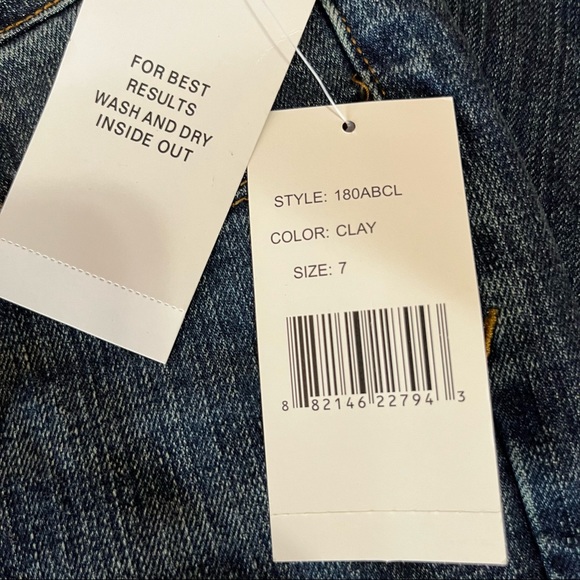 FOR BEST
RESULTS
WASH AND DRY
INSIDE OUT
STYLE: 180ABCL
COLOR: CLAY
SIZE: 7
8 82146 22794 3